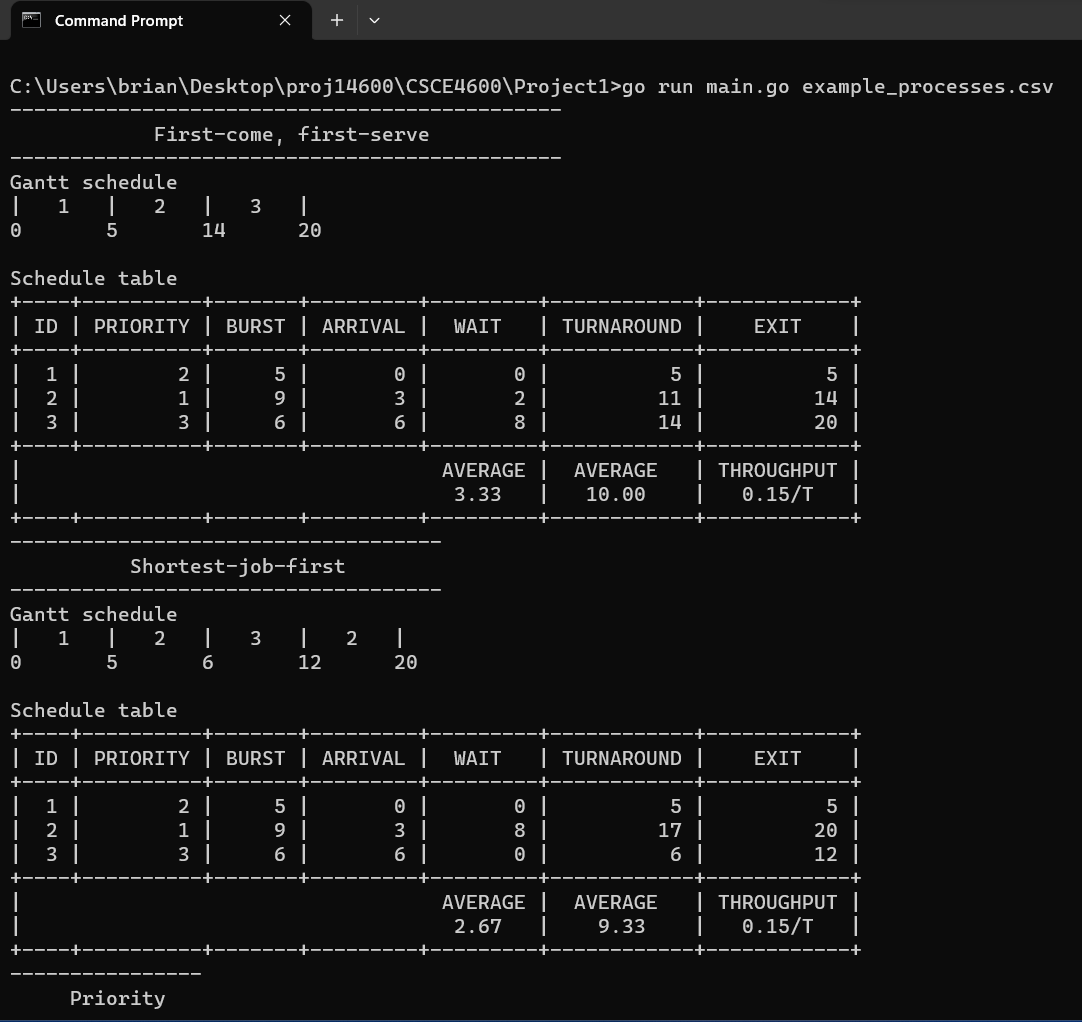 Command Prompt
C:\Users\brian\Desktop\proj14600\CSCE4600\Project1>go run main.go example_processes.csv
----------------------------------------------
            First-come, first-serve
----------------------------------------------
Gantt schedule
|   1   |   2   |   3   |
0       5       14      20

Schedule table
+----+----------+-------+---------+---------+------------+------------+
| ID | PRIORITY | BURST | ARRIVAL |  WAIT   | TURNAROUND |    EXIT    |
+----+----------+-------+---------+---------+------------+------------+
|  1 |        2 |     5 |       0 |       0 |          5 |          5 |
|  2 |        1 |     9 |       3 |       2 |         11 |         14 |
|  3 |        3 |     6 |       6 |       8 |         14 |         20 |
+----+----------+-------+---------+---------+------------+------------+
|                                   AVERAGE |  AVERAGE   | THROUGHPUT |
|                                    3.33   |   10.00    |   0.15/T   |
+----+----------+-------+---------+---------+------------+------------+
------------------------------------
          Shortest-job-first
------------------------------------
Gantt schedule
|   1   |   2   |   3   |   2   |
0       5       6       12      20

Schedule table
+----+----------+-------+---------+---------+------------+------------+
| ID | PRIORITY | BURST | ARRIVAL |  WAIT   | TURNAROUND |    EXIT    |
+----+----------+-------+---------+---------+------------+------------+
|  1 |        2 |     5 |       0 |       0 |          5 |          5 |
|  2 |        1 |     9 |       3 |       8 |         17 |         20 |
|  3 |        3 |     6 |       6 |       0 |          6 |         12 |
+----+----------+-------+---------+---------+------------+------------+
|                                   AVERAGE |  AVERAGE   | THROUGHPUT |
|                                    2.67   |    9.33    |   0.15/T   |
+----+----------+-------+---------+---------+------------+------------+
----------------
     Priority